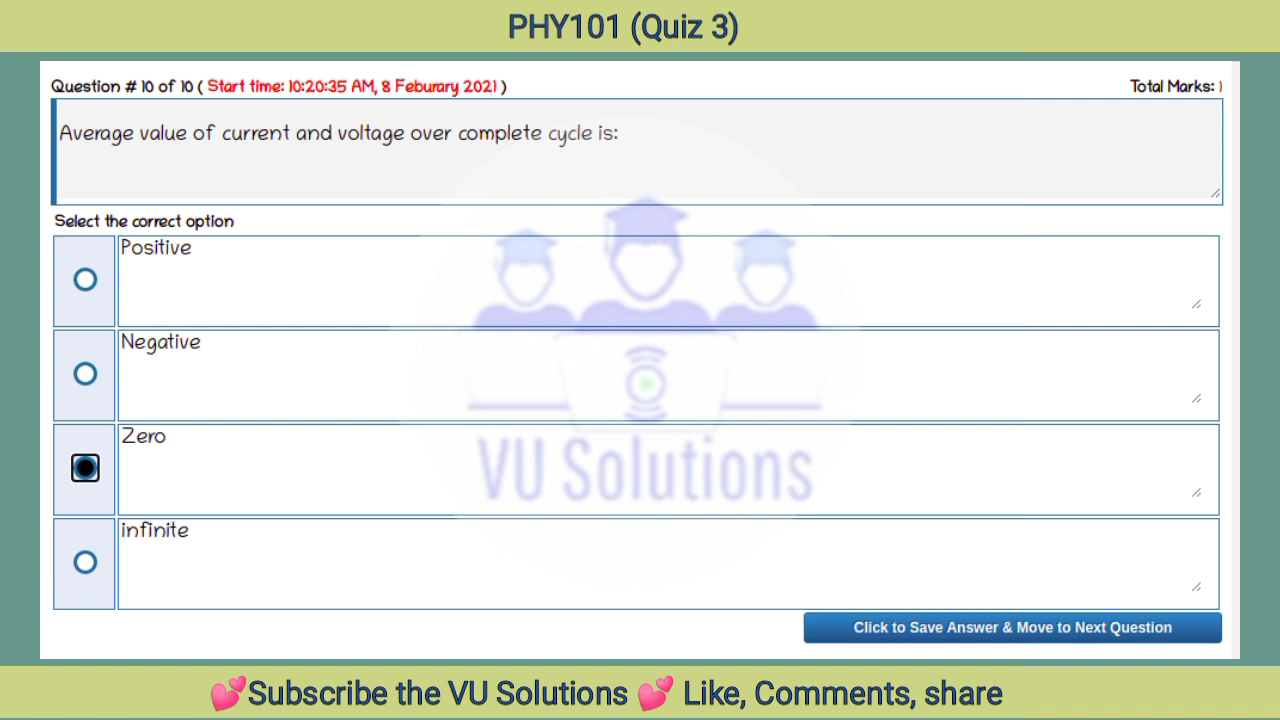 PHY101 (Quiz 3)
Question # 10 of 10 ( Start time: 10:20:35 AM, 8 Feburary 2021 ) Total Marks: 1
Average value of current and voltage over complete cycle is:
Select the correct option
Positive
Negative
Zero
infinite
VU Solutions
Click to Save Answer & Move to Next Question
💕Subscribe the VU Solutions 💕 Like, Comments, share